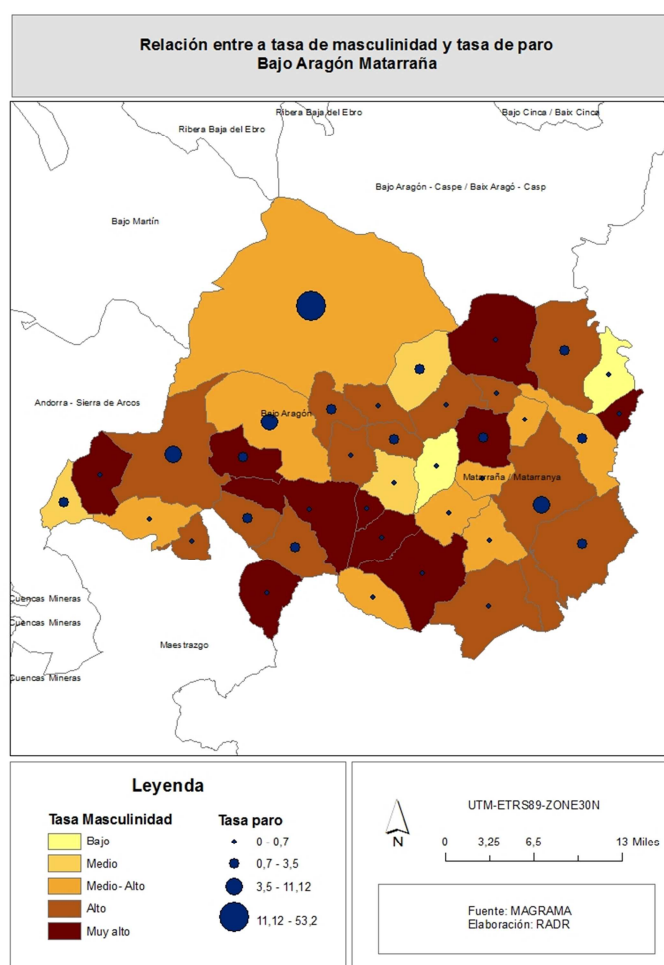 Relación entre a tasa de masculinidad y tasa de paro
Bajo Aragón Matarraña
Ribera Baja del Ebro
Bajo Cinca / Baix Cinca
Ribera Baja del Ebro
Bajo Aragón - Caspe / Baix Aragó - Casp
Bajo Martín
Andorra - Sierra de Arcos
Bajo Aragón
Matarraña / Matarranya
Cuencas Mineras
Cuencas Mineras
Maestrazgo
Cuencas Mineras
Leyenda
Tasa Masculinidad
Bajo
Medio
Medio- Alto
Alto
Muy alto
Tasa paro
0 - 0,7
0,7 - 3,5
3,5 - 11,12
11,12 - 53,2
N
UTM-ETRS89-ZONE30N
0 3,25 6,5 13 Miles
Fuente: MAGRAMA
Elaboración: RADR